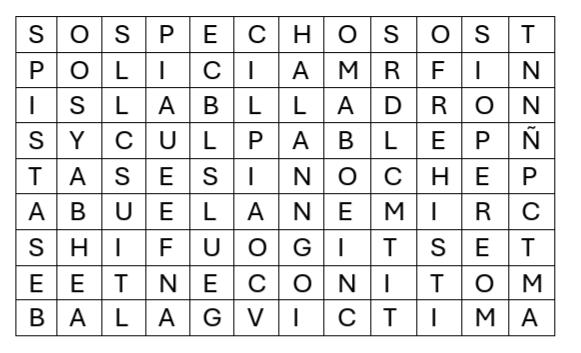 S O S P E C H O S O S T
P O L I C I A M R F I N
I S L A B L L A D R O N
S Y C U L P A B L E P Ñ
T A S E S I N O C H E P
A B U E L A N E M I R C
S H I F U O G I T S E T
E E T N E C O N I T O M
B A L A G V I C T I M A